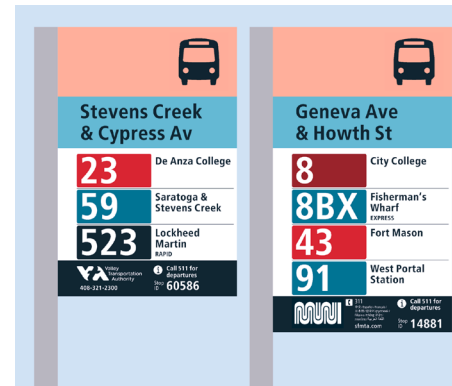 Stevens Creek
& Cypress Av
23 De Anza College
59 Saratoga &
Stevens Creek
523 Lockheed
Martin
RAPID
VTA Valley
Transportation
Authority
408-321-2300
Call 511 for
departures
Stop
ID 60586
Geneva Ave
& Howth St
8 City College
8BX Fisherman's
Wharf
EXPRESS
43 Fort Mason
91 West Portal
Station
muni
311
sfmta.com
Call 511 for
departures
Stop
ID 14881